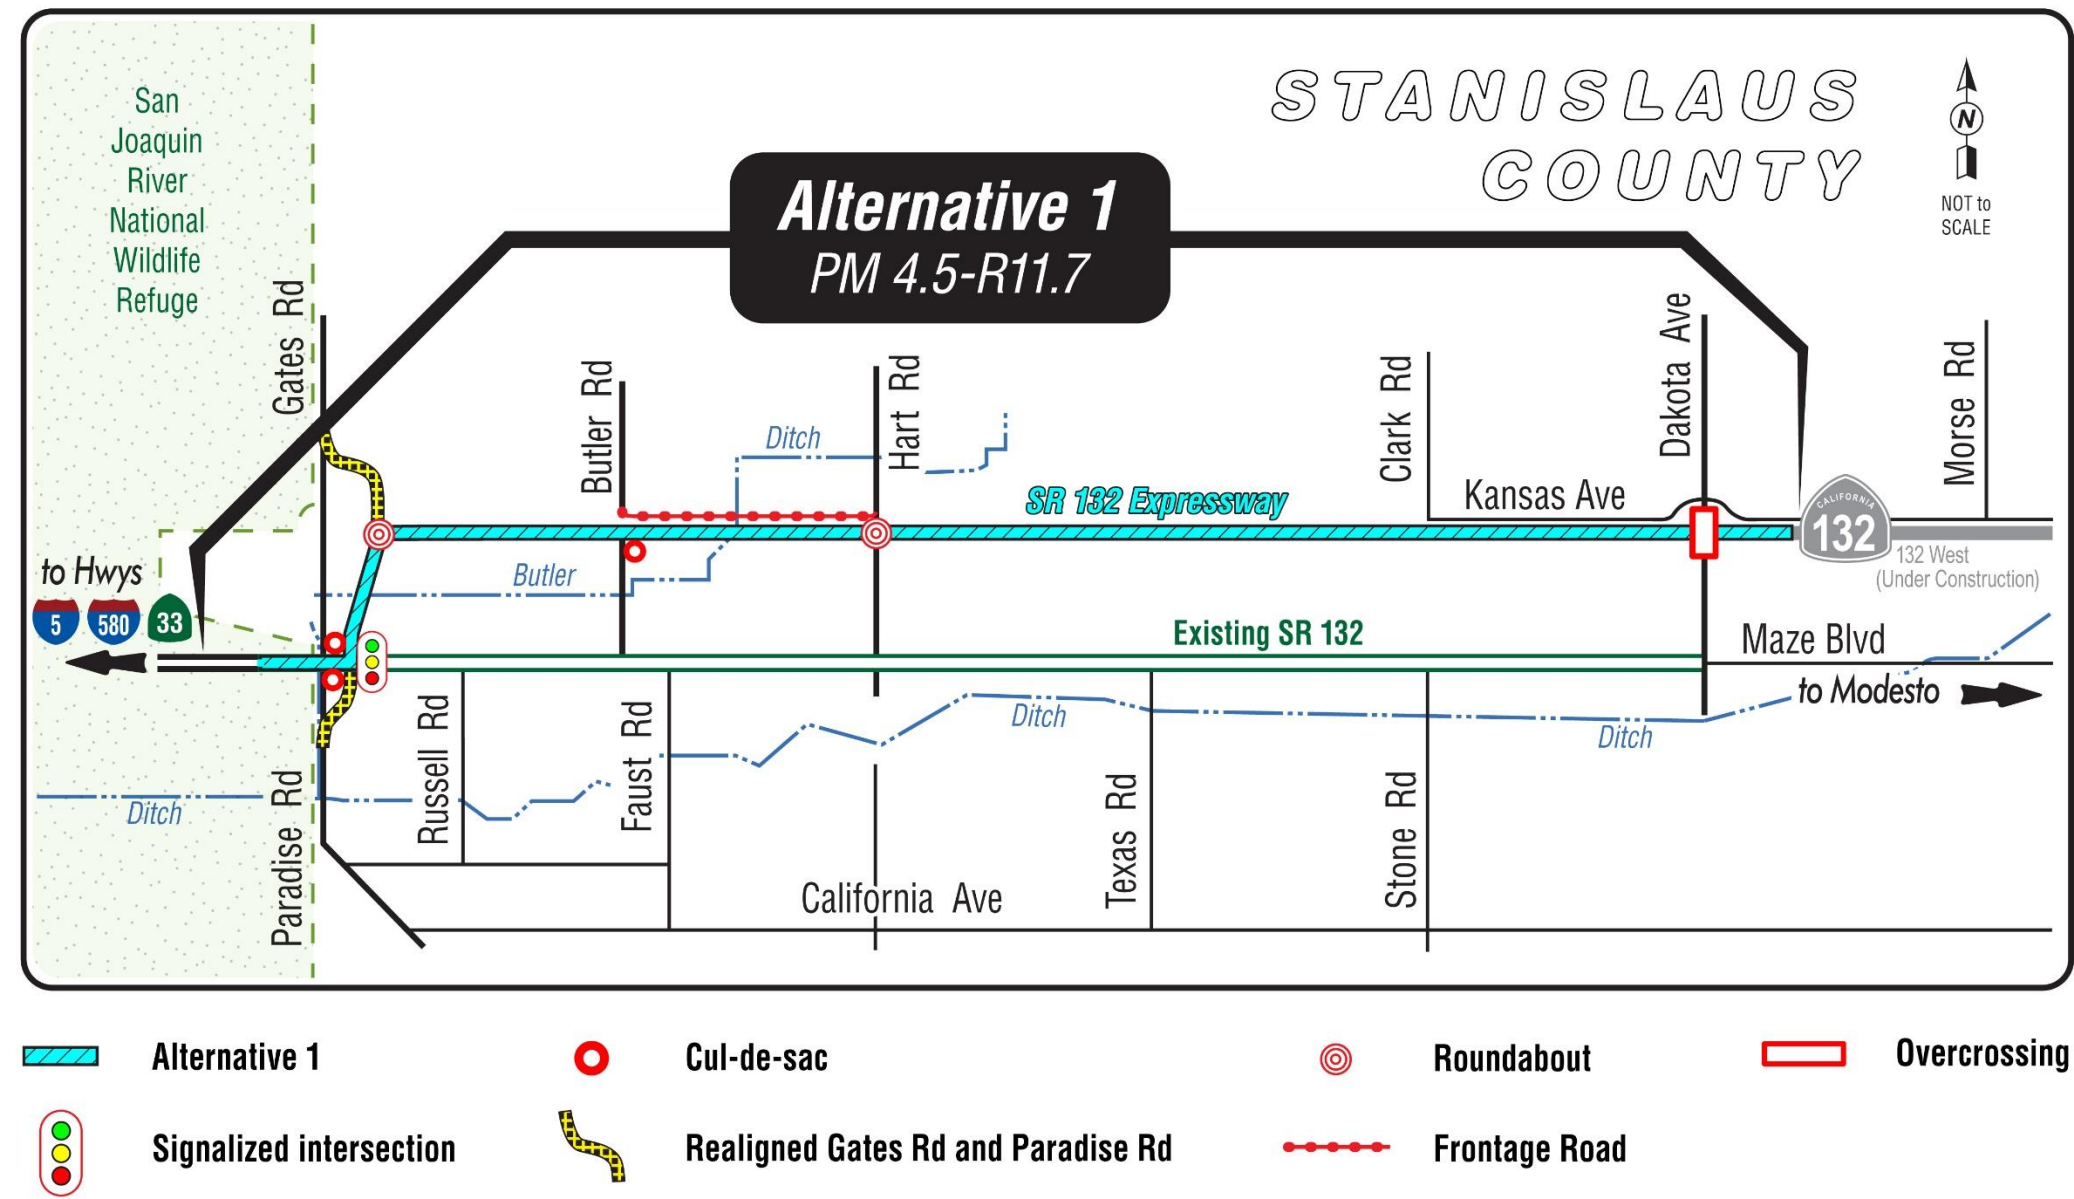 STANISLAUS
COUNTY
N
NOT to
SCALE
San
Joaquin
River
National
Wildlife
Refuge
Alternative 1
PM 4.5-R11.7
Gates Rd
Butler Rd
Hart Rd
Clark Rd
Dakota Ave
Morse Rd
Ditch
SR 132 Expressway
Kansas Ave
CALIFORNIA
132
132 West
(Under Construction)
to Hwys
5
580
33
Butler
Existing SR 132
Maze Blvd
to Modesto
Ditch
Ditch
Ditch
Paradise Rd
Russell Rd
Faust Rd
Texas Rd
Stone Rd
California Ave
Alternative 1
Cul-de-sac
Roundabout
Overcrossing
Signalized intersection
Realigned Gates Rd and Paradise Rd
Frontage Road